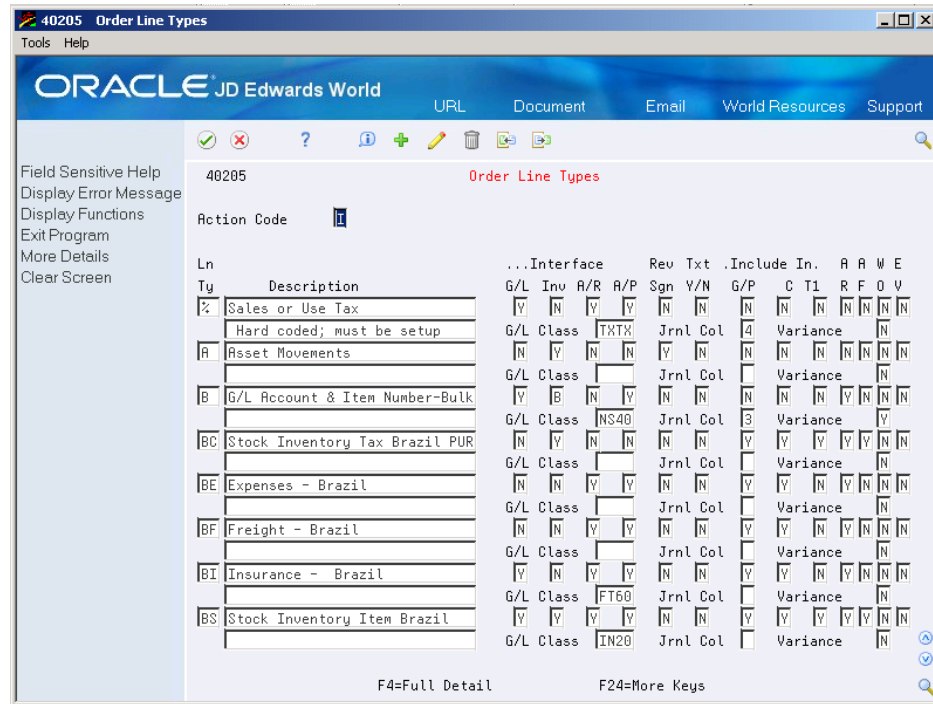 40205 Order Line Types
Tools Help
ORACLE JD Edwards World
URL Document Email World Resources Support
Field Sensitive Help
Display Error Message
Display Functions
Exit Program
More Details
Clear Screen
40205 Order Line Types
Action Code I
Ln ...Interface Rev Txt .Include In. A A W E
Ty Description G/L Inv A/R A/P Sgn Y/N G/P C T1 R F O V
% Sales or Use Tax Y N Y Y N N N N N N N N N
Hard coded; must be setup G/L Class TXTX Jrnl Col 4 Variance N
A Asset Movements N Y N N Y N N N N N N N N
G/L Class Jrnl Col Variance N
B G/L Account & Item Number-Bulk Y B N Y N N N N N Y N N N
G/L Class NS40 Jrnl Col 3 Variance Y
BC Stock Inventory Tax Brazil PUR N Y N N N N Y Y Y Y Y N N
G/L Class Jrnl Col Variance N
BE Expenses - Brazil N N Y Y N N Y Y N Y N N N
G/L Class Jrnl Col Variance N
BF Freight - Brazil N N Y Y N N Y Y N Y N N N
G/L Class Jrnl Col Variance N
BI Insurance - Brazil Y N Y Y N N Y Y N Y N N N
G/L Class FT60 Jrnl Col Variance N
BS Stock Inventory Item Brazil Y Y Y Y N N Y Y Y Y Y N N
G/L Class IN20 Jrnl Col Variance N
F4=Full Detail F24=More Keys